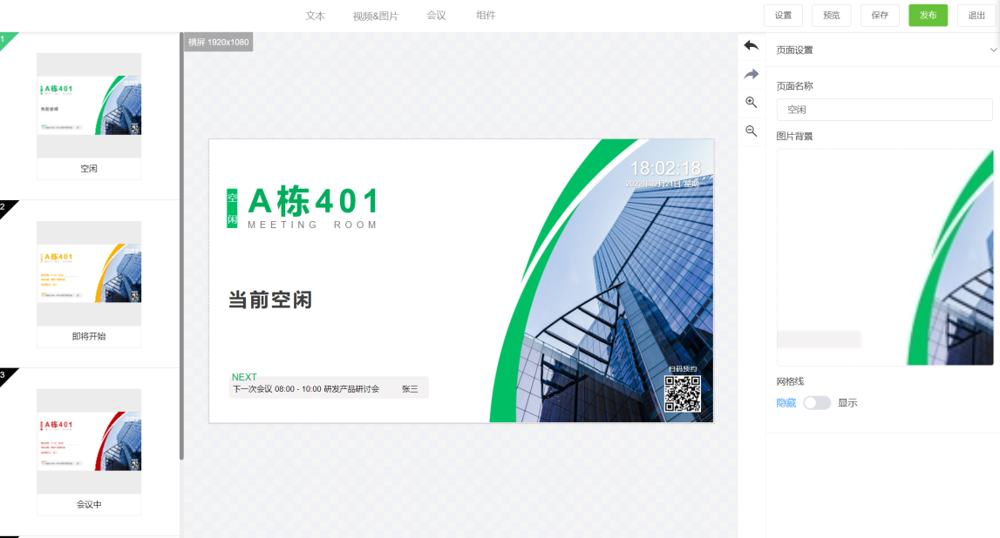 文本 视频&图片 会议 组件 设置 预览 保存 发布 退出
1
A栋401
当前空闲
空闲
2
A栋401
即将开始
3
A栋401
会议中
横屏 1920x1080
18:02:18
2022年02月21日 星期一
空闲
A栋401
MEETING ROOM
当前空闲
NEXT
下一次会议 08:00 - 10:00 研发产品研讨会 张三
扫码预约
页面设置
页面名称
空闲
图片背景
网格线
隐藏 显示